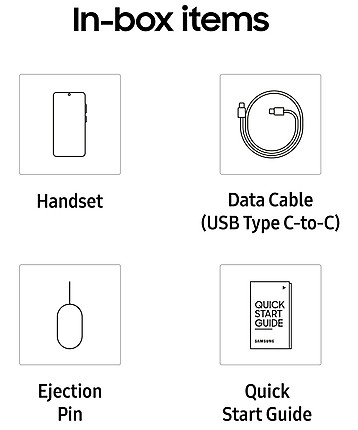 In-box items
Handset
Data Cable
(USB Type C-to-C)
QUICK
START
GUIDE
SAMSUNG
Ejection
Pin
Quick
Start Guide